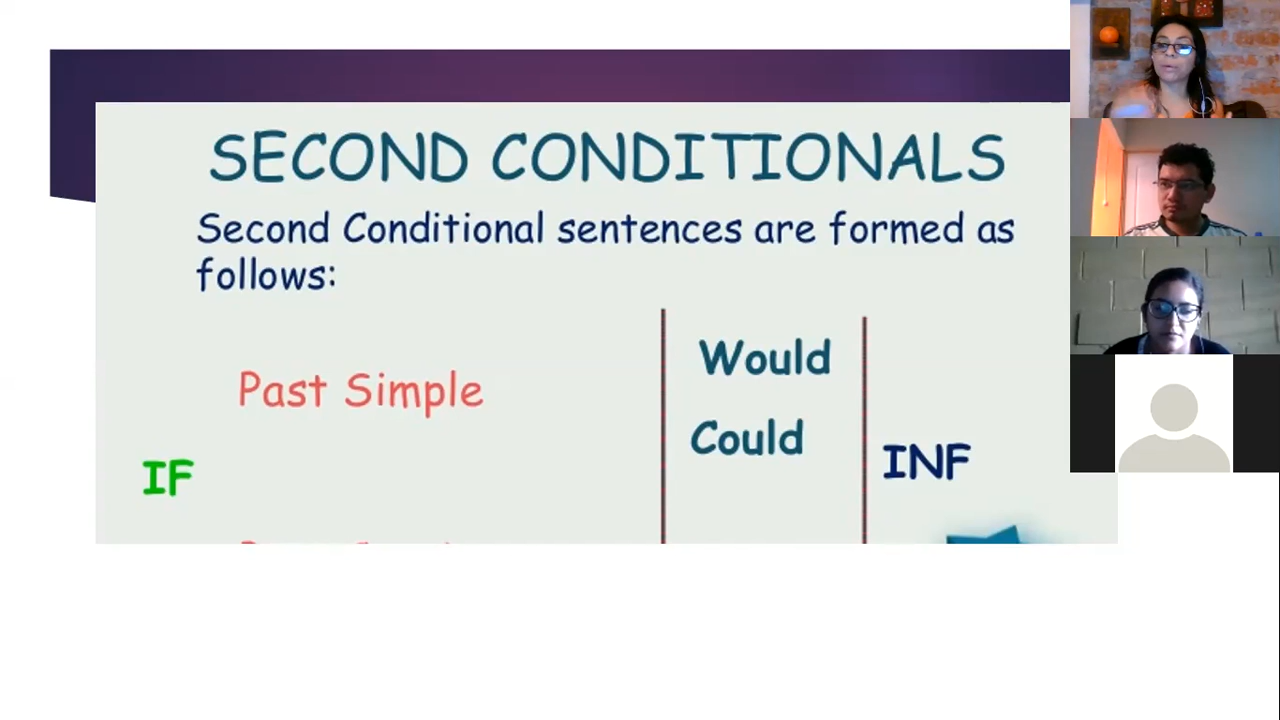 SECOND CONDITIONALS
Second Conditional sentences are formed as
follows:
Would
Past Simple
Could
IF
INF